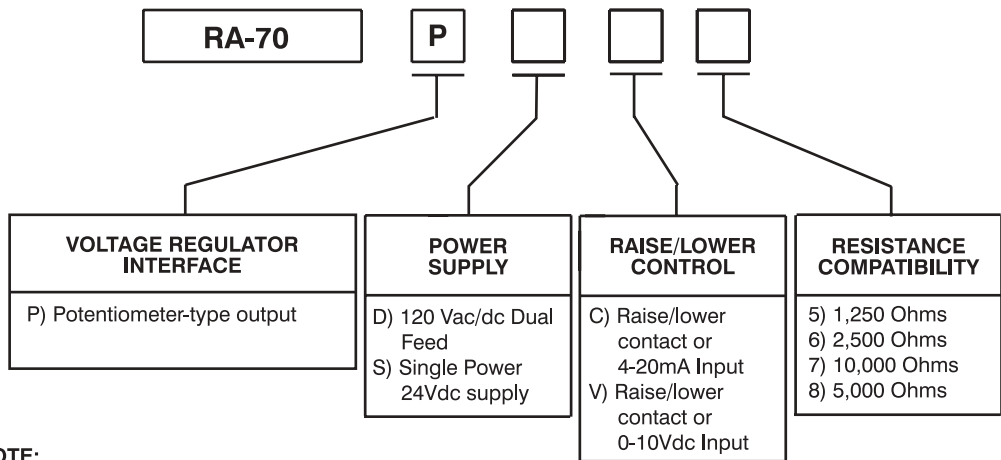 RA-70 P
VOLTAGE REGULATOR
INTERFACE
P) Potentiometer-type output
POWER
SUPPLY
D) 120 Vac/dc Dual
Feed
S) Single Power
24Vdc supply
RAISE/LOWER
CONTROL
C) Raise/lower
contact or
4-20mA Input
V) Raise/lower
contact or
0-10Vdc Input
RESISTANCE
COMPATIBILITY
5) 1,250 Ohms
6) 2,500 Ohms
7) 10,000 Ohms
8) 5,000 Ohms